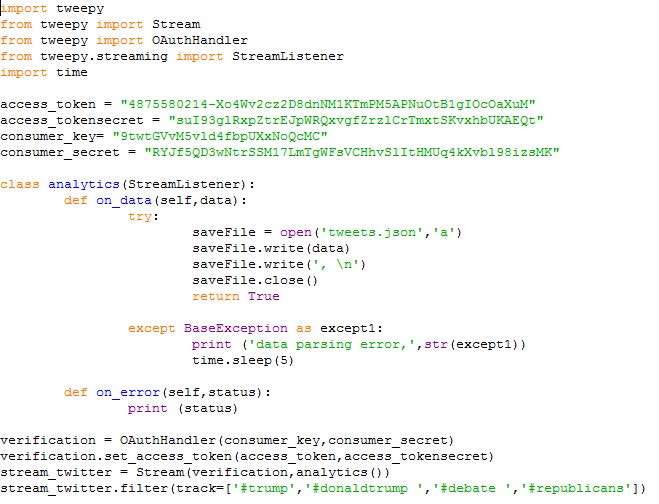 import tweepy
from tweepy import Stream
from tweepy import OAuthHandler
from tweepy.streaming import StreamListener
import time
access_token = "4875580214-Xo4Wv2cz2D8dnNM1KTmPM5APNuOtB1gIOcOaXuM"
access_tokensecret = "suI93glRxpZtrEJpWRQxvgfZrzlCrTmxtSKvxhbUKAEQt"
consumer_key= "9twtGVvM5vld4fbpUXxNoQcMC"
consumer_secret = "RYJf5QD3wNtrSSM17LmTgWFsVCHhvSlItHMUq4kXvbl98izsMK"
class analytics(StreamListener):
def on_data(self,data):
try:
saveFile = open('tweets.json','a')
saveFile.write(data)
saveFile.write(', \n')
saveFile.close()
return True
except BaseException as except1:
print ('data parsing error,',str(except1))
time.sleep(5)
def on_error(self,status):
print (status)
verification = OAuthHandler(consumer_key,consumer_secret)
verification.set_access_token(access_token,access_tokensecret)
stream_twitter = Stream(verification,analytics())
stream_twitter.filter(track=['#trump','#donaldtrump ','#debate ','#republicans'])